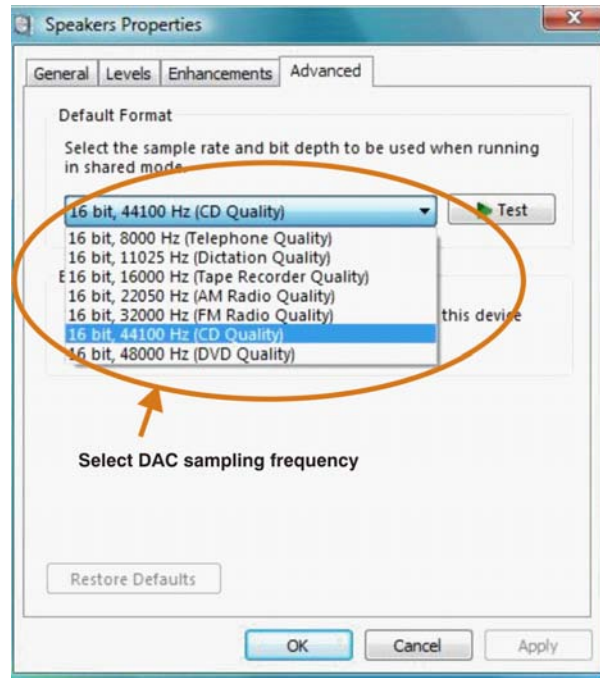 Speakers Properties
General Levels Enhancements Advanced
Default Format
Select the sample rate and bit depth to be used when running
in shared mode.
16 bit, 44100 Hz (CD Quality)
Test
16 bit, 8000 Hz (Telephone Quality)
16 bit, 11025 Hz (Dictation Quality)
E 16 bit, 16000 Hz (Tape Recorder Quality)
16 bit, 22050 Hz (AM Radio Quality)
16 bit, 32000 Hz (FM Radio Quality) this device
16 bit, 44100 Hz (CD Quality)
16 bit, 48000 Hz (DVD Quality)
Select DAC sampling frequency
Restore Defaults
OK Cancel Apply